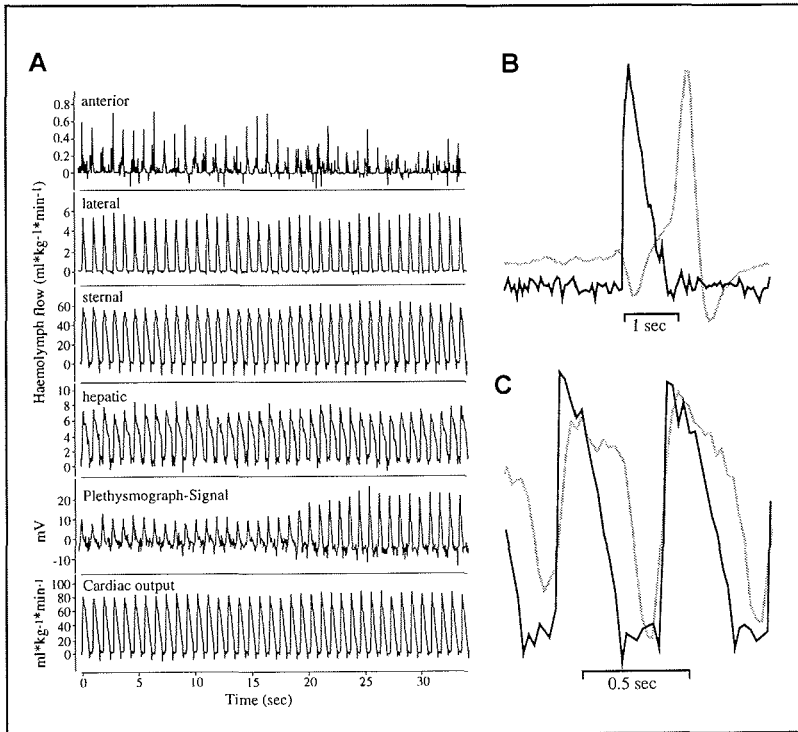 A
Haemolymph flow (ml*kg-1*min-1)
anterior
0.8
0.6
0.4
0.2
0
lateral
6
4
2
0
sternal
60
40
20
0
hepatic
10
8
6
4
2
0
Plethysmograph-Signal
mV
20
10
0
-10
Cardiac output
ml*kg-1*min-1
100
80
60
40
20
0
0 5 10 15 20 25 30
Time (sec)
B
1 sec
C
0.5 sec